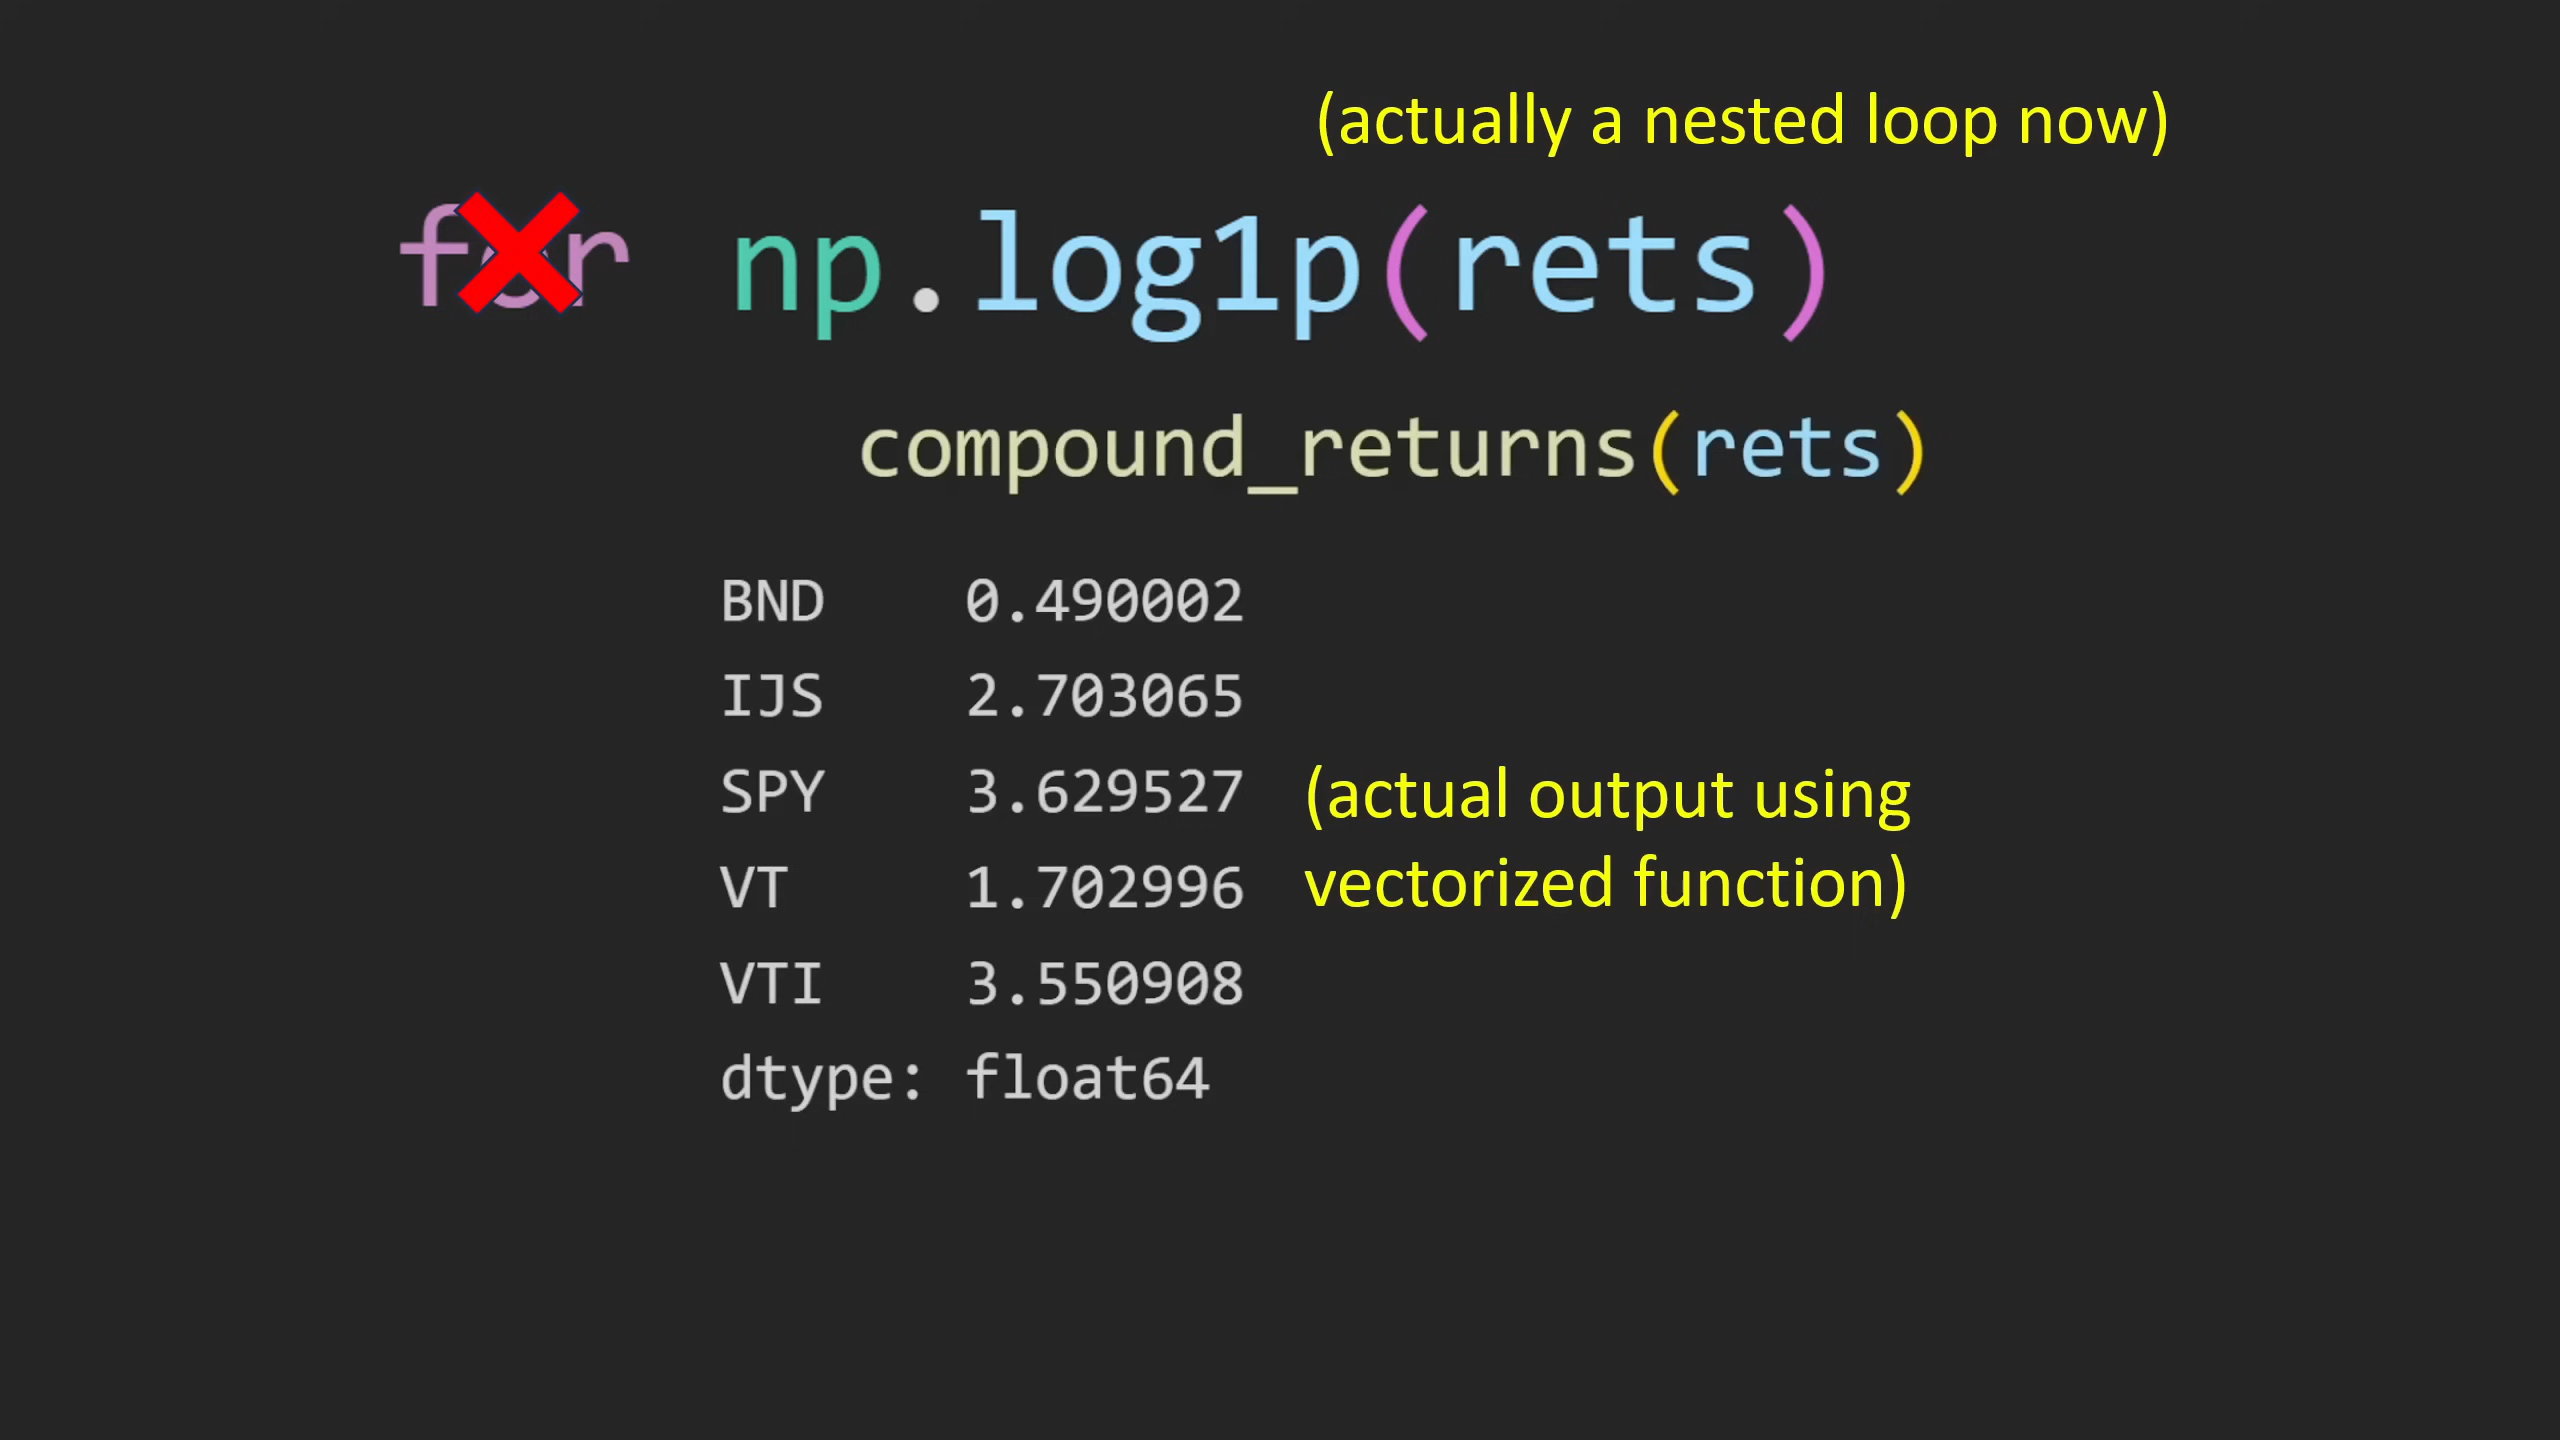 (actually a nested loop now)
for np.log1p(rets)
compound_returns(rets)
BND 0.490002
IJS 2.703065
SPY 3.629527
VT 1.702996
VTI 3.550908
dtype: float64
(actual output using
vectorized function)